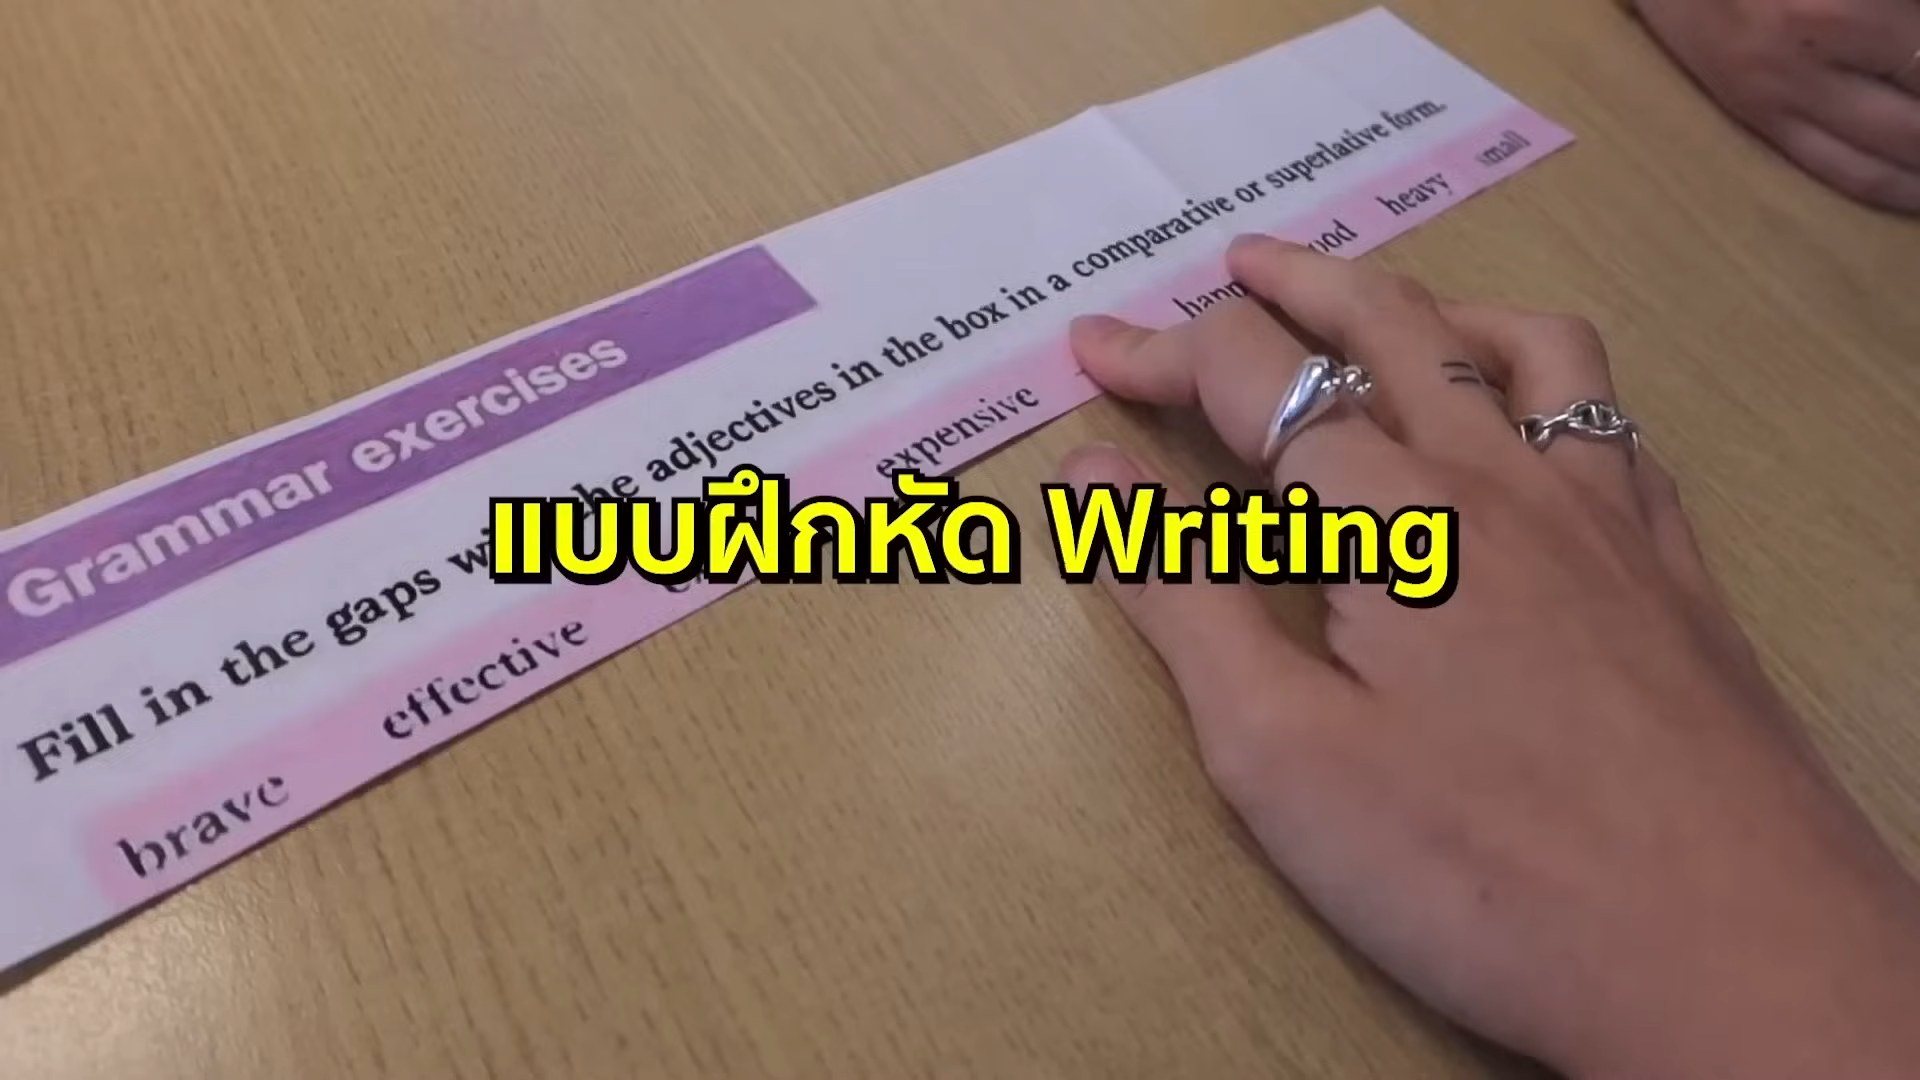 Grammar exercises
Fill in the gaps the adjectives in the box in a comparative or superlative form.
brave effective expensive heavy small
แบบฝึกหัด Writing